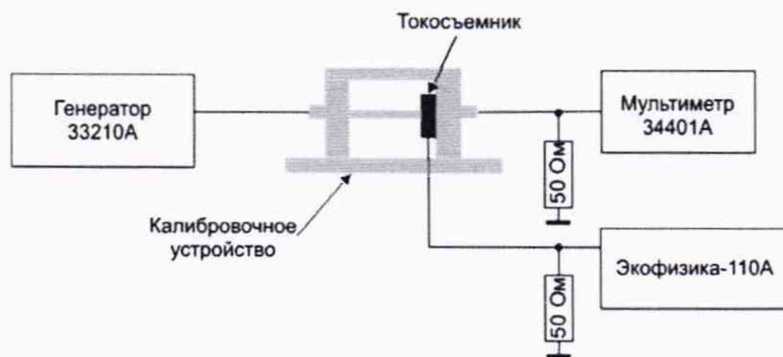 Токосъемник
Генератор
33210А
Мультиметр
34401А
50 Ом
Калибровочное
устройство
Экофизика-110А
50 Ом